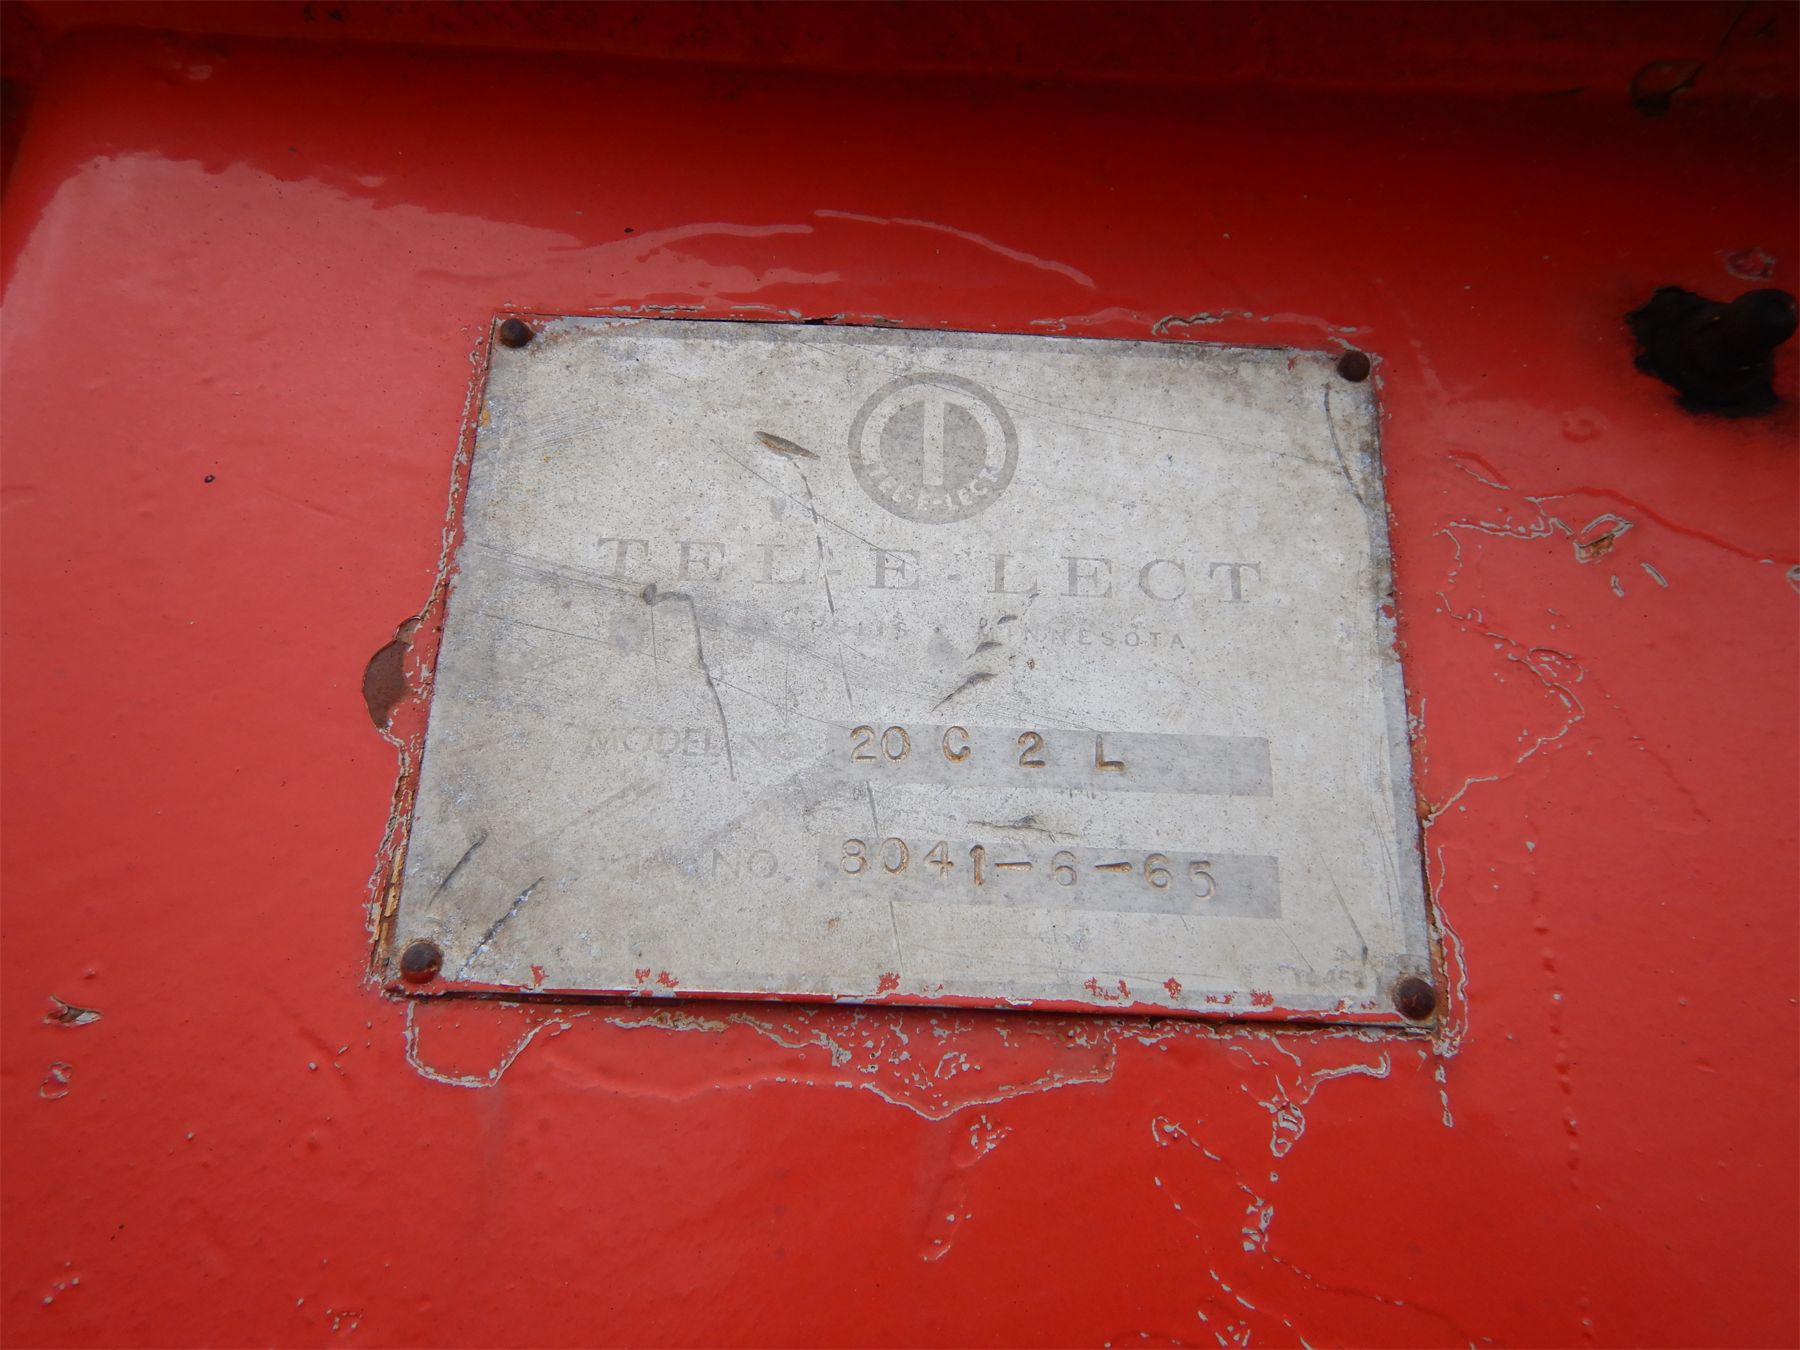 TEL-E-LECT
TEL-E-LECT
MINNESOTA
MODEL NO. 20 C 2 L
NO. 8041-6-65